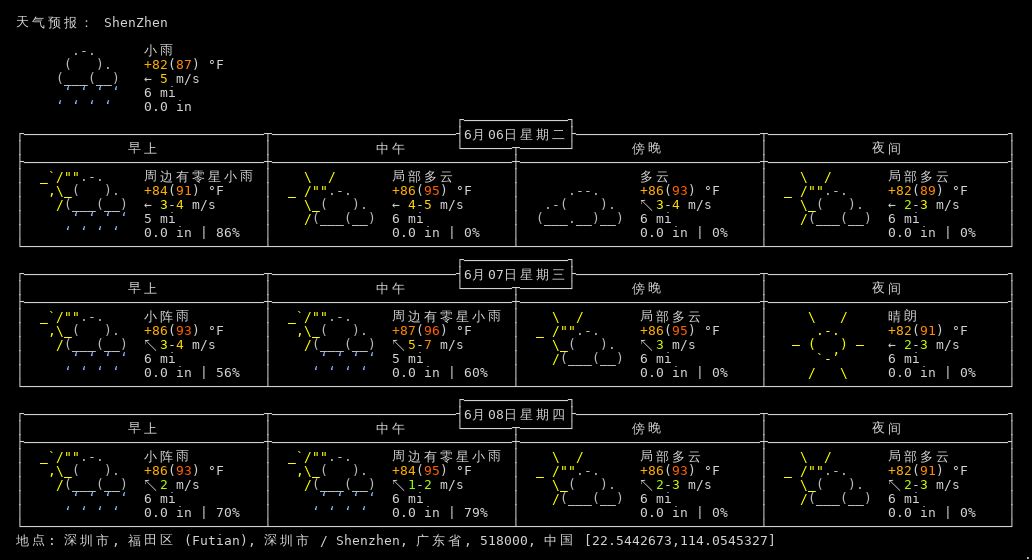 天气预报： ShenZhen
小雨
+82(87) °F
← 5 m/s
6 mi
0.0 in
6月06日星期二
早上 中午 傍晚 夜间
周边有零星小雨 局部多云 多云 局部多云
+84(91) °F +86(95) °F +86(93) °F +82(89) °F
← 3-4 m/s ← 4-5 m/s ↖ 3-4 m/s ← 2-3 m/s
5 mi 6 mi 6 mi 6 mi
0.0 in | 86% 0.0 in | 0% 0.0 in | 0% 0.0 in | 0%
6月07日星期三
早上 中午 傍晚 夜间
小阵雨 周边有零星小雨 局部多云 晴朗
+86(93) °F +87(96) °F +86(95) °F +82(91) °F
↖ 3-4 m/s ↖ 5-7 m/s ↖ 3 m/s ← 2-3 m/s
6 mi 5 mi 6 mi 6 mi
0.0 in | 56% 0.0 in | 60% 0.0 in | 0% 0.0 in | 0%
6月08日星期四
早上 中午 傍晚 夜间
小阵雨 周边有零星小雨 局部多云 局部多云
+86(93) °F +84(95) °F +86(93) °F +82(91) °F
↖ 2 m/s ↖ 1-2 m/s ↖ 2-3 m/s ↖ 2-3 m/s
6 mi 6 mi 6 mi 6 mi
0.0 in | 70% 0.0 in | 79% 0.0 in | 0% 0.0 in | 0%
地点: 深圳市, 福田区 (Futian), 深圳市 / Shenzhen, 广东省, 518000, 中国 [22.5442673,114.0545327]